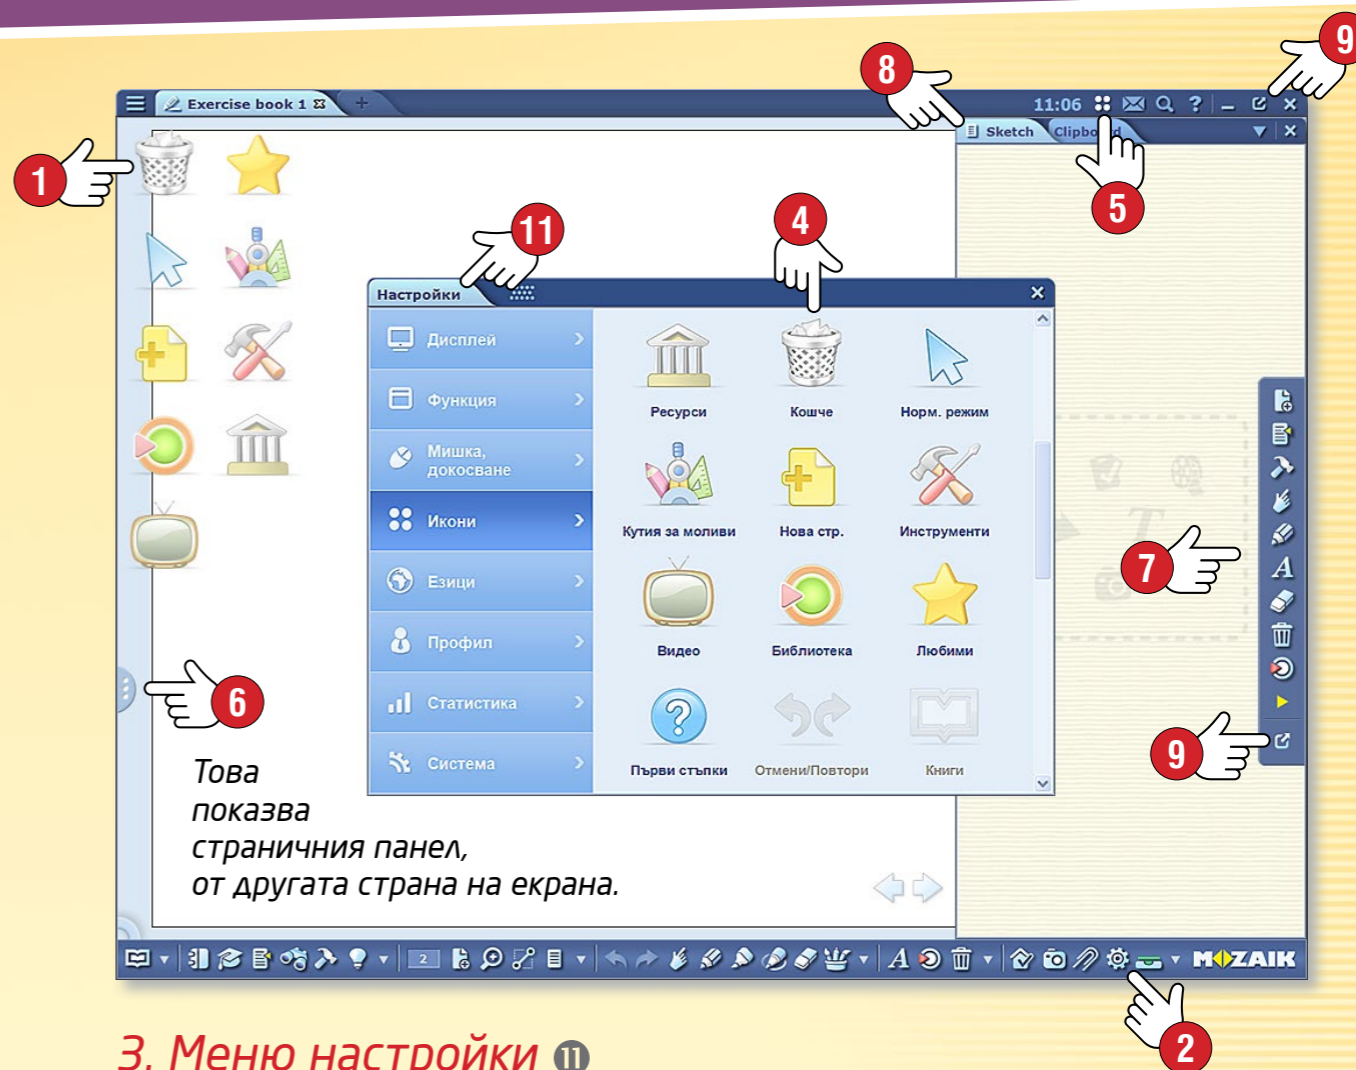 9
8
Exercise book 1
11:06
Sketch
1
5
11
4
Настройки
Дисплей
Функция
Мишка,
докосване
Икони
Езици
Профил
Статистика
Система
Ресурси
Кошче
Норм. режим
Кутия за моливи
Нова стр.
Инструменти
Видео
Библиотека
Любими
Първи стъпки
Отмени/Повтори
Книги
7
6
9
Това
показва
страничния панел,
от другата страна на екрана.
2
A
MOZAIK
2
3. Меню настройки 11